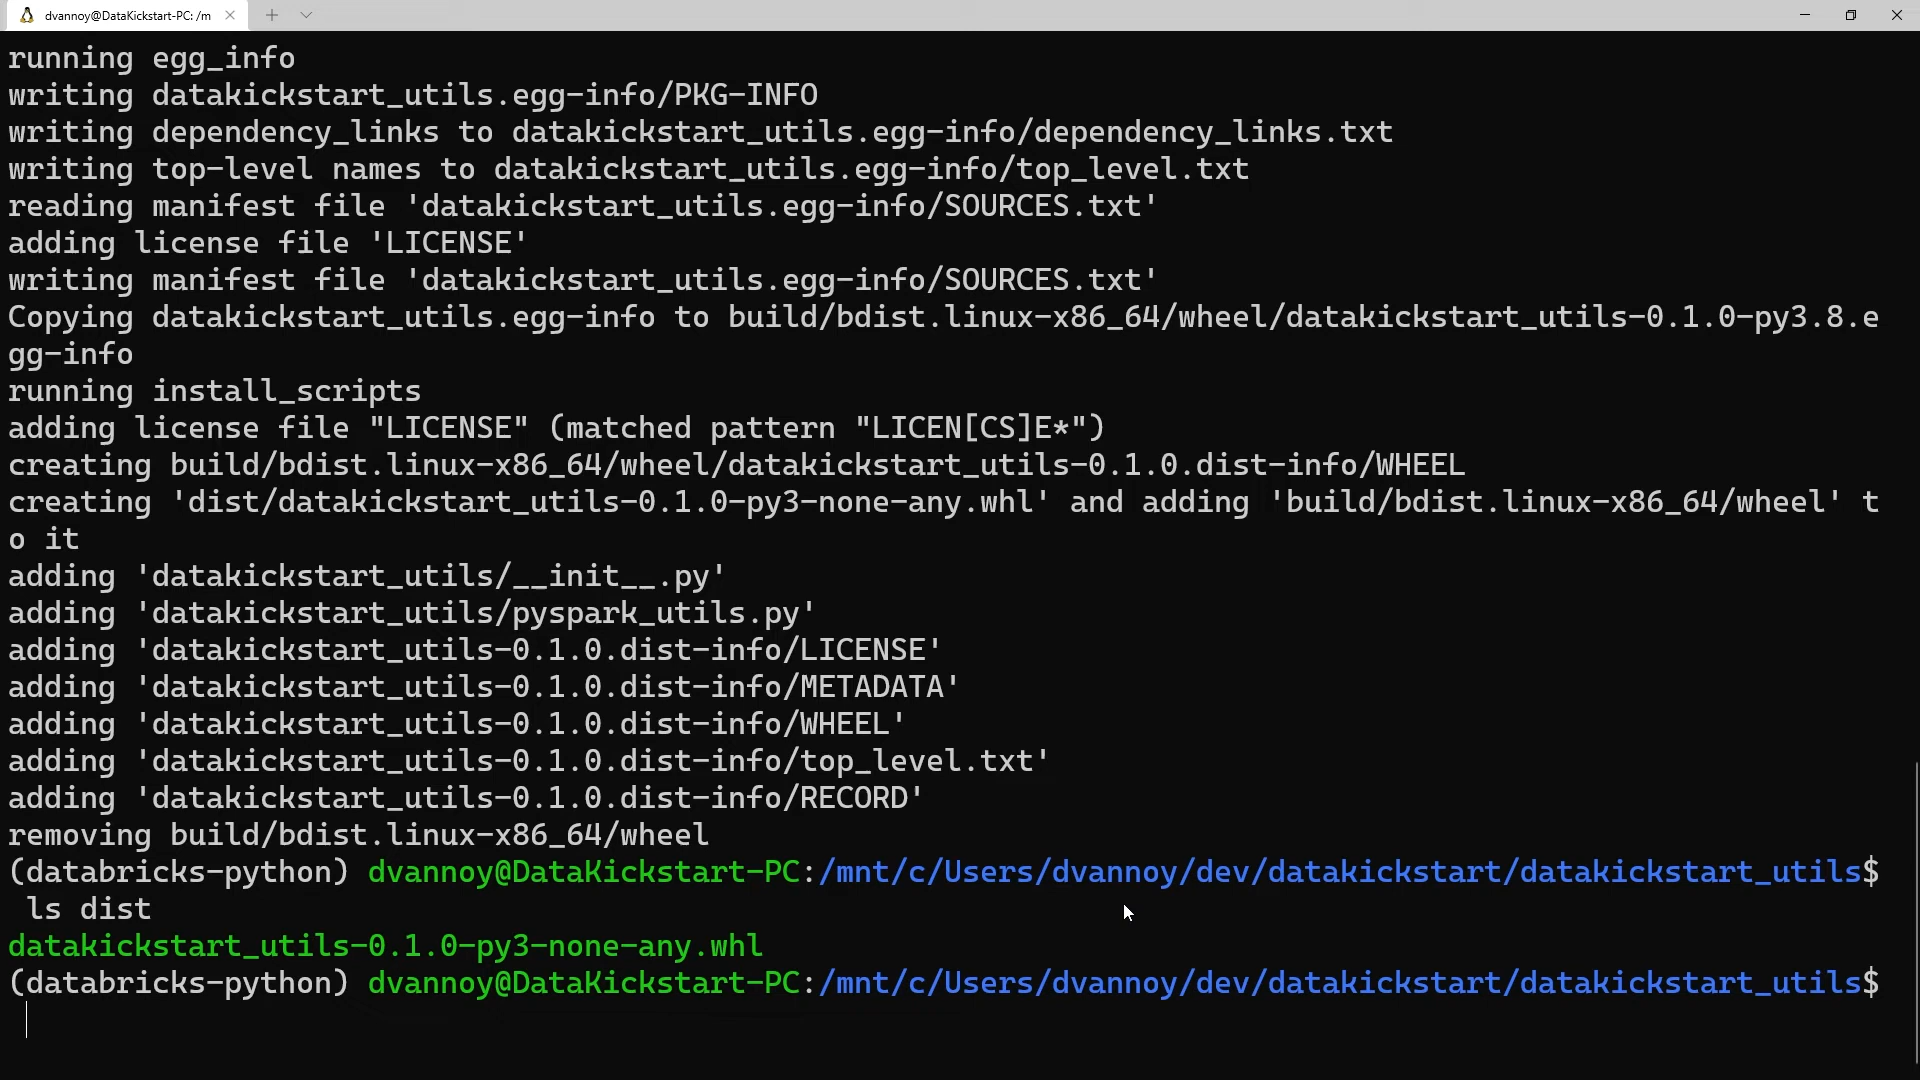 dvannoy@DataKickstart-PC: /m
running egg_info
writing datakickstart_utils.egg-info/PKG-INFO
writing dependency_links to datakickstart_utils.egg-info/dependency_links.txt
writing top-level names to datakickstart_utils.egg-info/top_level.txt
reading manifest file 'datakickstart_utils.egg-info/SOURCES.txt'
adding license file 'LICENSE'
writing manifest file 'datakickstart_utils.egg-info/SOURCES.txt'
Copying datakickstart_utils.egg-info to build/bdist.linux-x86_64/wheel/datakickstart_utils-0.1.0-py3.8.e
gg-info
running install_scripts
adding license file "LICENSE" (matched pattern "LICEN[CS]E*")
creating build/bdist.linux-x86_64/wheel/datakickstart_utils-0.1.0.dist-info/WHEEL
creating 'dist/datakickstart_utils-0.1.0-py3-none-any.whl' and adding 'build/bdist.linux-x86_64/wheel' t
o it
adding 'datakickstart_utils/__init__.py'
adding 'datakickstart_utils/pyspark_utils.py'
adding 'datakickstart_utils-0.1.0.dist-info/LICENSE'
adding 'datakickstart_utils-0.1.0.dist-info/METADATA'
adding 'datakickstart_utils-0.1.0.dist-info/WHEEL'
adding 'datakickstart_utils-0.1.0.dist-info/top_level.txt'
adding 'datakickstart_utils-0.1.0.dist-info/RECORD'
removing build/bdist.linux-x86_64/wheel
(databricks-python) dvannoy@DataKickstart-PC:/mnt/c/Users/dvannoy/dev/datakickstart/datakickstart_utils$
ls dist
datakickstart_utils-0.1.0-py3-none-any.whl
(databricks-python) dvannoy@DataKickstart-PC:/mnt/c/Users/dvannoy/dev/datakickstart/datakickstart_utils$